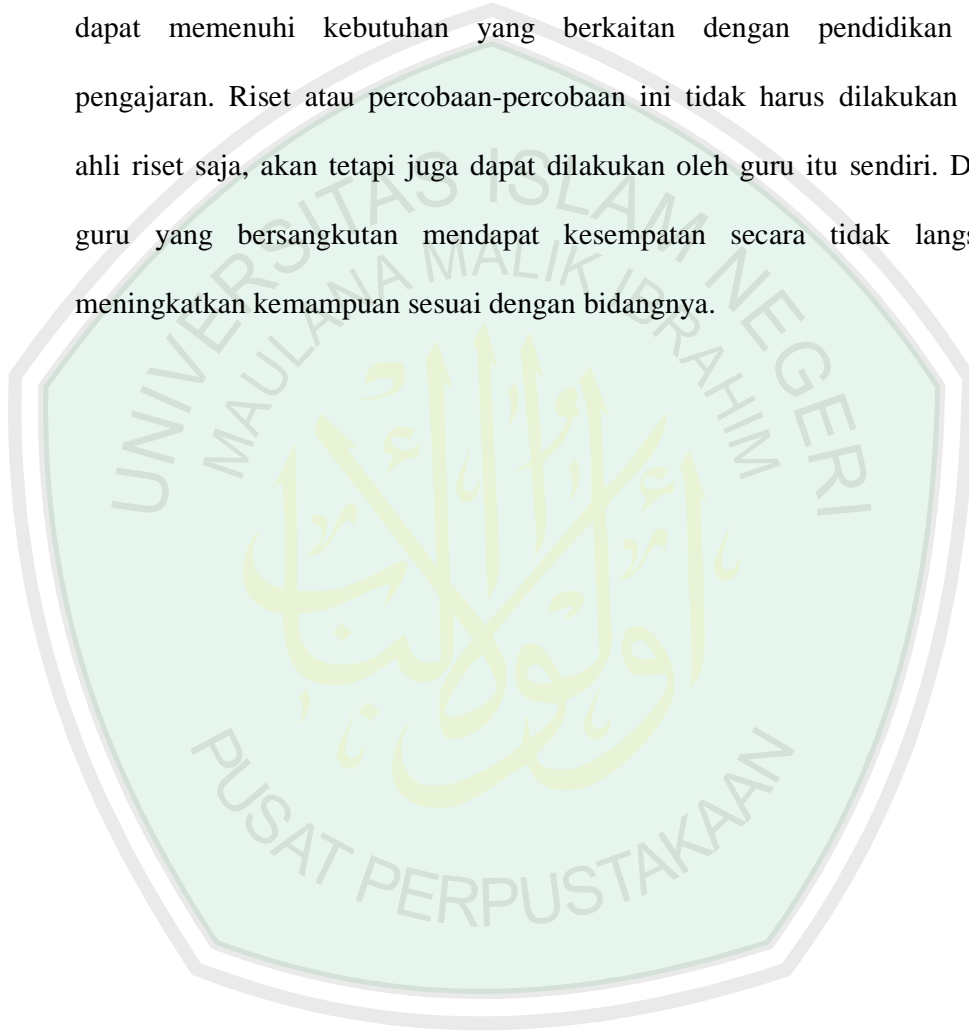 dapat memenuhi kebutuhan yang berkaitan dengan pendidikan
pengajaran. Riset atau percobaan-percobaan ini tidak harus dilakukan
ahli riset saja, akan tetapi juga dapat dilakukan oleh guru itu sendiri. D
guru yang bersangkutan mendapat kesempatan secara tidak langs
meningkatkan kemampuan sesuai dengan bidangnya.
UNIVERSITAS ISLAM NEGERI
MAULANA MALIK IBRAHIM
PUSAT PERPUSTAKAAN